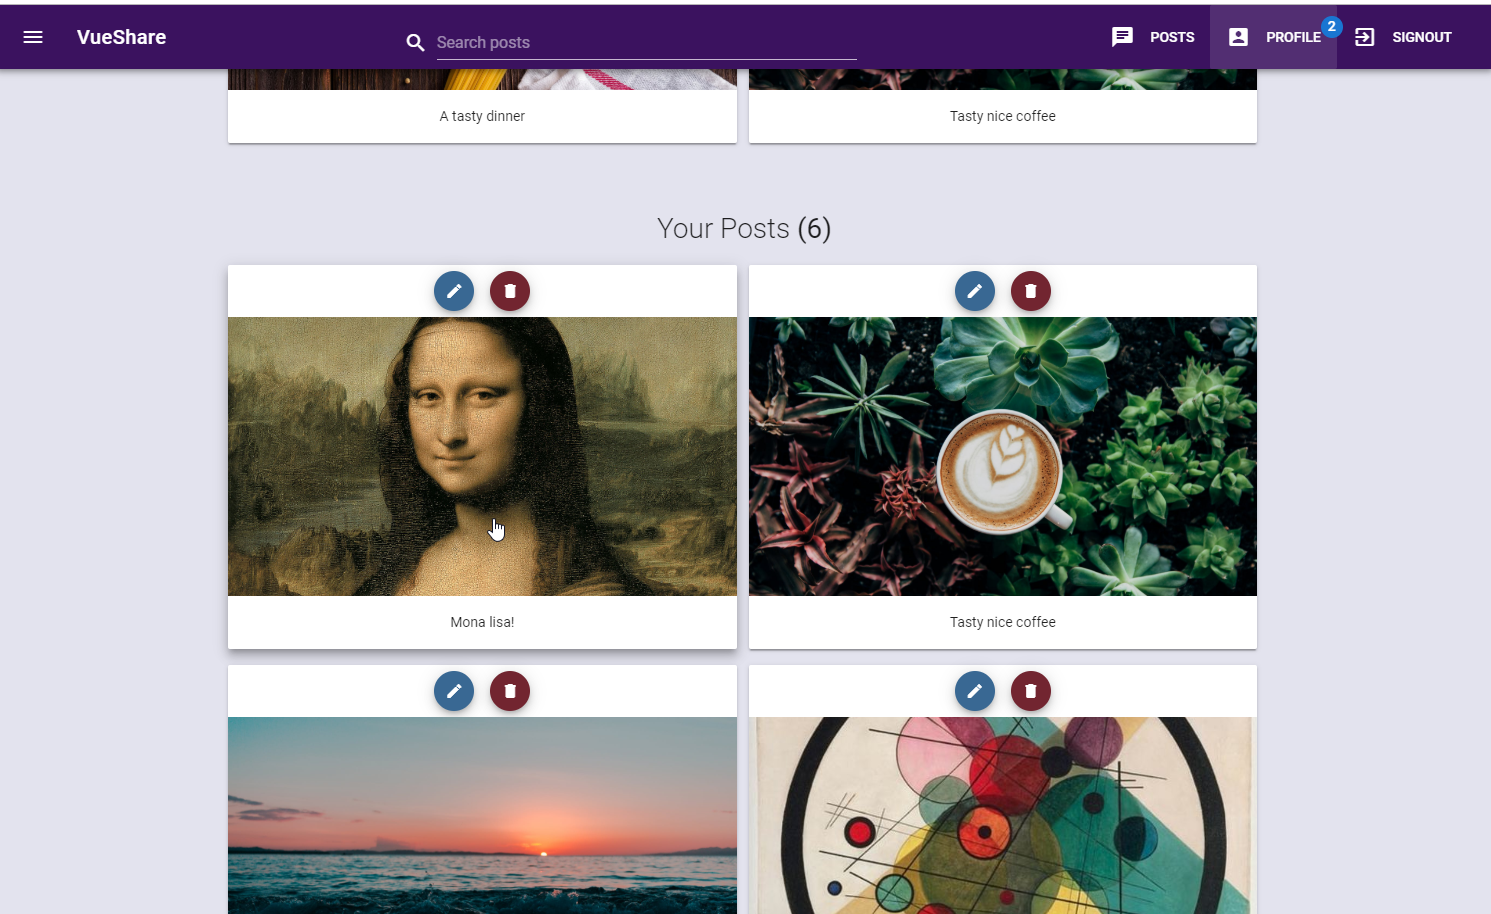 VueShare
Search posts
POSTS
PROFILE
2
SIGNOUT
A tasty dinner
Tasty nice coffee
Your Posts (6)
Mona lisa!
Tasty nice coffee